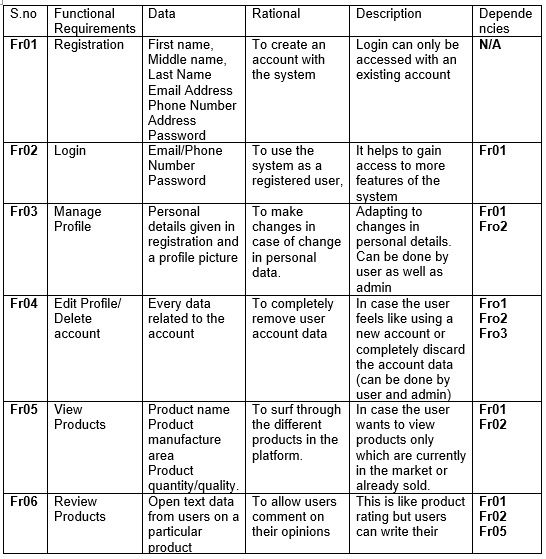 S.no Functional Requirements Data Rational Description Depende ncies
Fr01 Registration First name, Middle name, Last Name Email Address Phone Number Address Password To create an account with the system Login can only be accessed with an existing account N/A
Fr02 Login Email/Phone Number Password To use the system as a registered user, It helps to gain access to more features of the system Fr01
Fr03 Manage Profile Personal details given in registration and a profile picture To make changes in case of change in personal data. Adapting to changes in personal details. Can be done by user as well as admin Fr01 Fro2
Fr04 Edit Profile/ Delete account Every data related to the account To completely remove user account data In case the user feels like using a new account or completely discard the account data (can be done by user and admin) Fro1 Fro2 Fro3
Fr05 View Products Product name Product manufacture area Product quantity/quality. To surf through the different products in the platform. In case the user wants to view products only which are currently in the market or already sold. Fr01 Fr02
Fr06 Review Products Open text data from users on a particular product To allow users comment on their opinions This is like product rating but users can write their Fr01 Fr02 Fr05